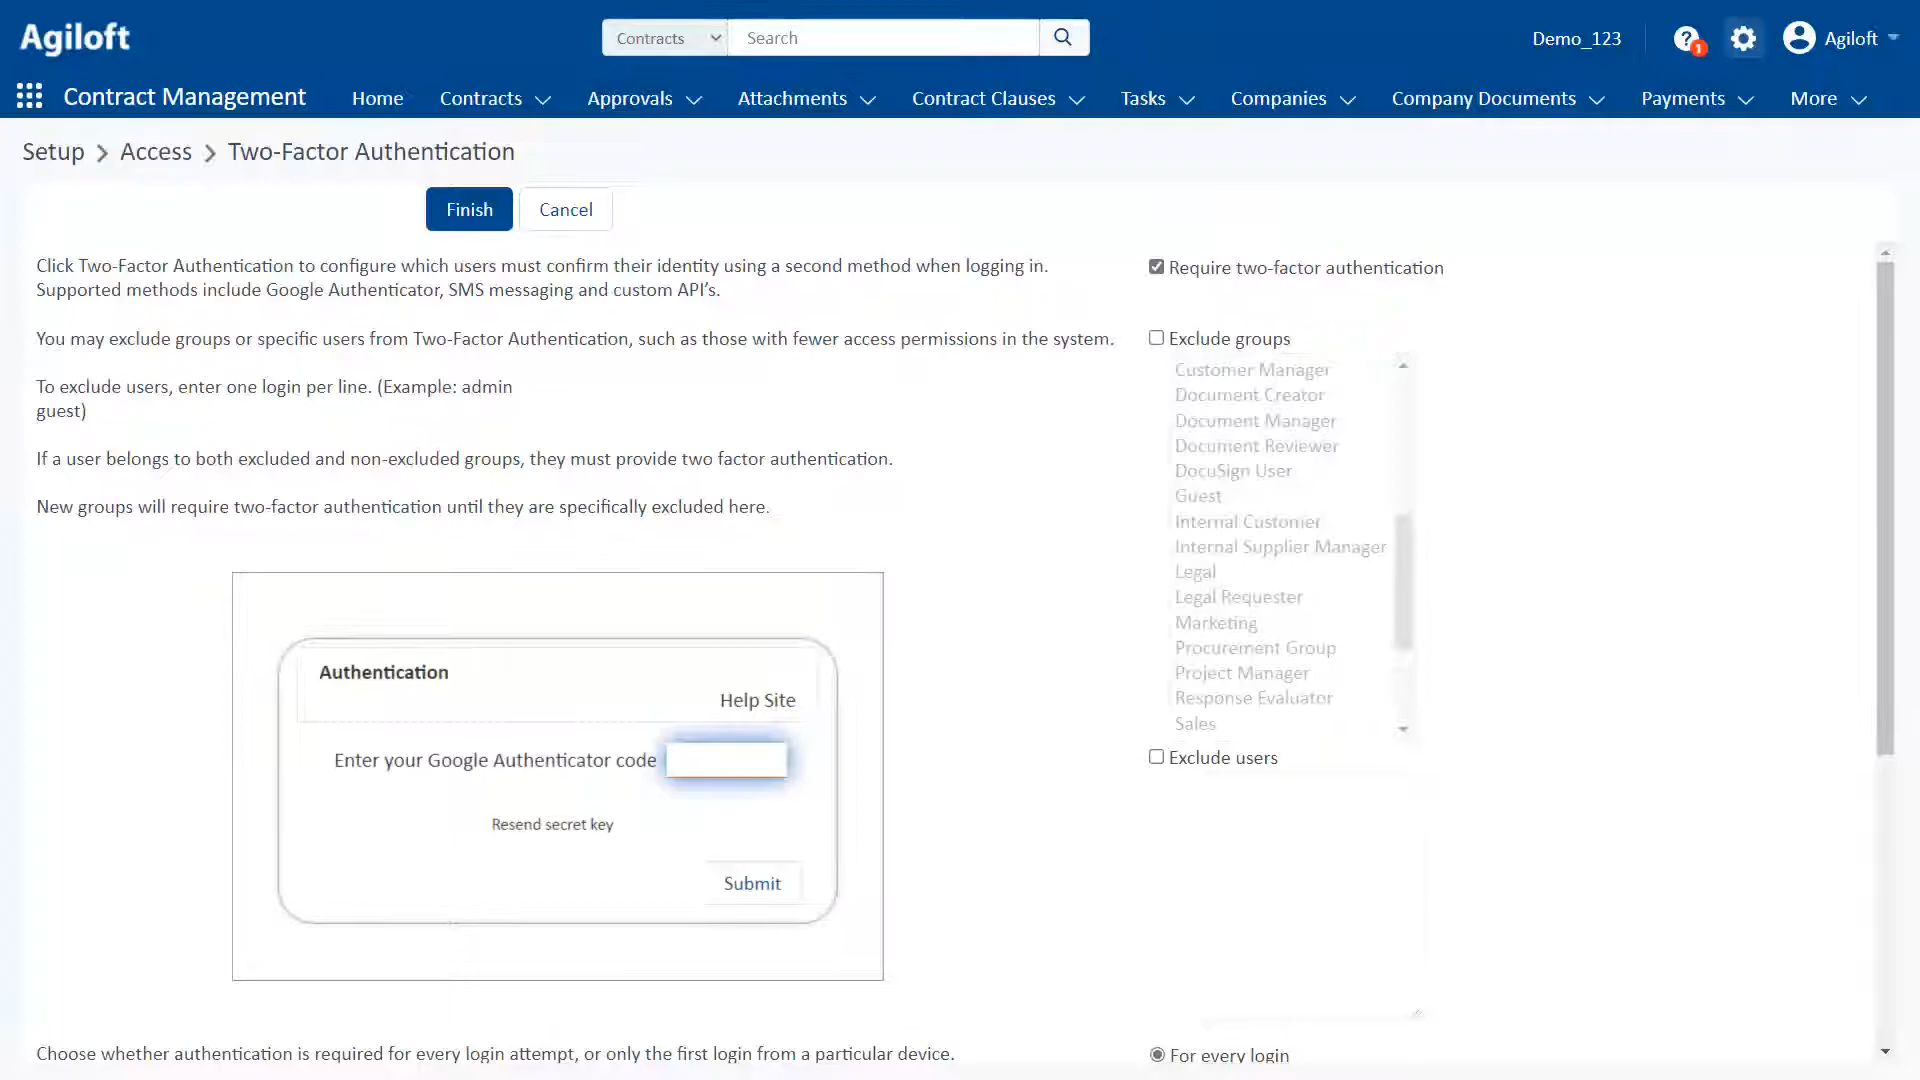 Agiloft
Contracts
Search
Demo_123
1
Agiloft
Contract Management
Home
Contracts
Approvals
Attachments
Contract Clauses
Tasks
Companies
Company Documents
Payments
More
Setup > Access > Two-Factor Authentication
Finish
Cancel
Click Two-Factor Authentication to configure which users must confirm their identity using a second method when logging in.
Supported methods include Google Authenticator, SMS messaging and custom API's.
You may exclude groups or specific users from Two-Factor Authentication, such as those with fewer access permissions in the system.
To exclude users, enter one login per line. (Example: admin
guest)
If a user belongs to both excluded and non-excluded groups, they must provide two factor authentication.
New groups will require two-factor authentication until they are specifically excluded here.
Authentication
Help Site
Enter your Google Authenticator code
Resend secret key
Submit
Require two-factor authentication
Exclude groups
Customer Manager
Document Creator
Document Manager
Document Reviewer
DocuSign User
Guest
Internal Customer
Internal Supplier Manager
Legal
Legal Requester
Marketing
Procurement Group
Project Manager
Response Evaluator
Sales
Exclude users
Choose whether authentication is required for every login attempt, or only the first login from a particular device.
For every login